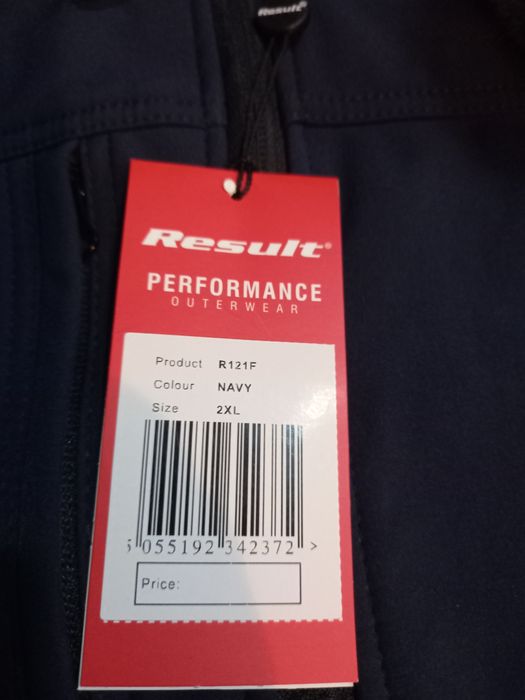 Result
Result®
PERFORMANCE
OUTERWEAR
Product R121F
Colour NAVY
Size 2XL
5 055192 342372 >
Price: